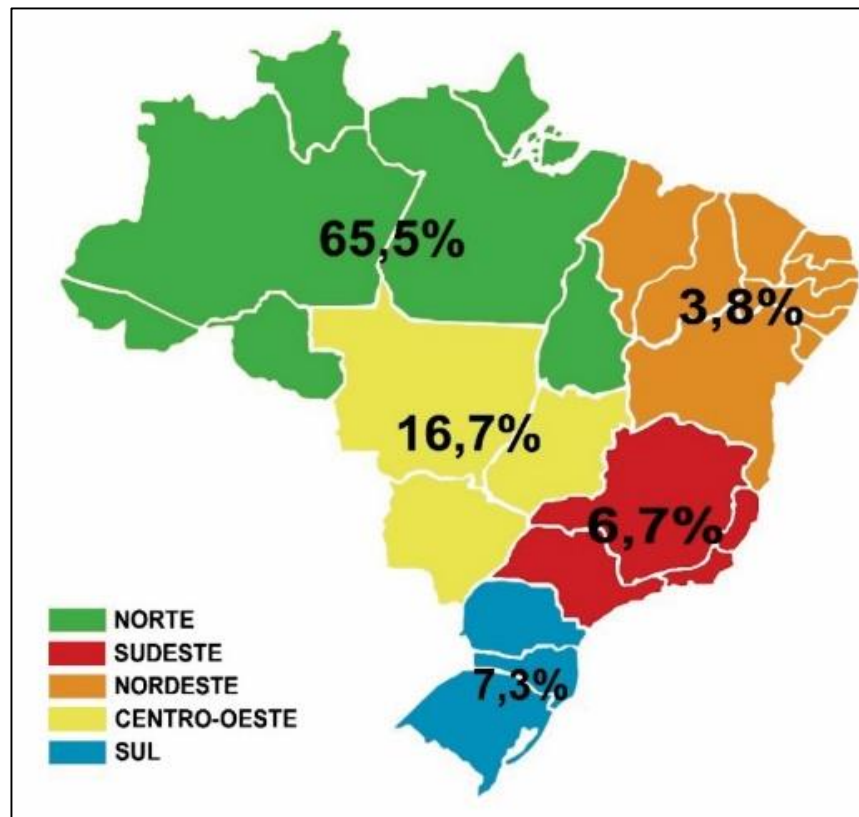 65,5%
3,8%
16,7%
6,7%
7,3%
NORTE
SUDESTE
NORDESTE
CENTRO-OESTE
SUL